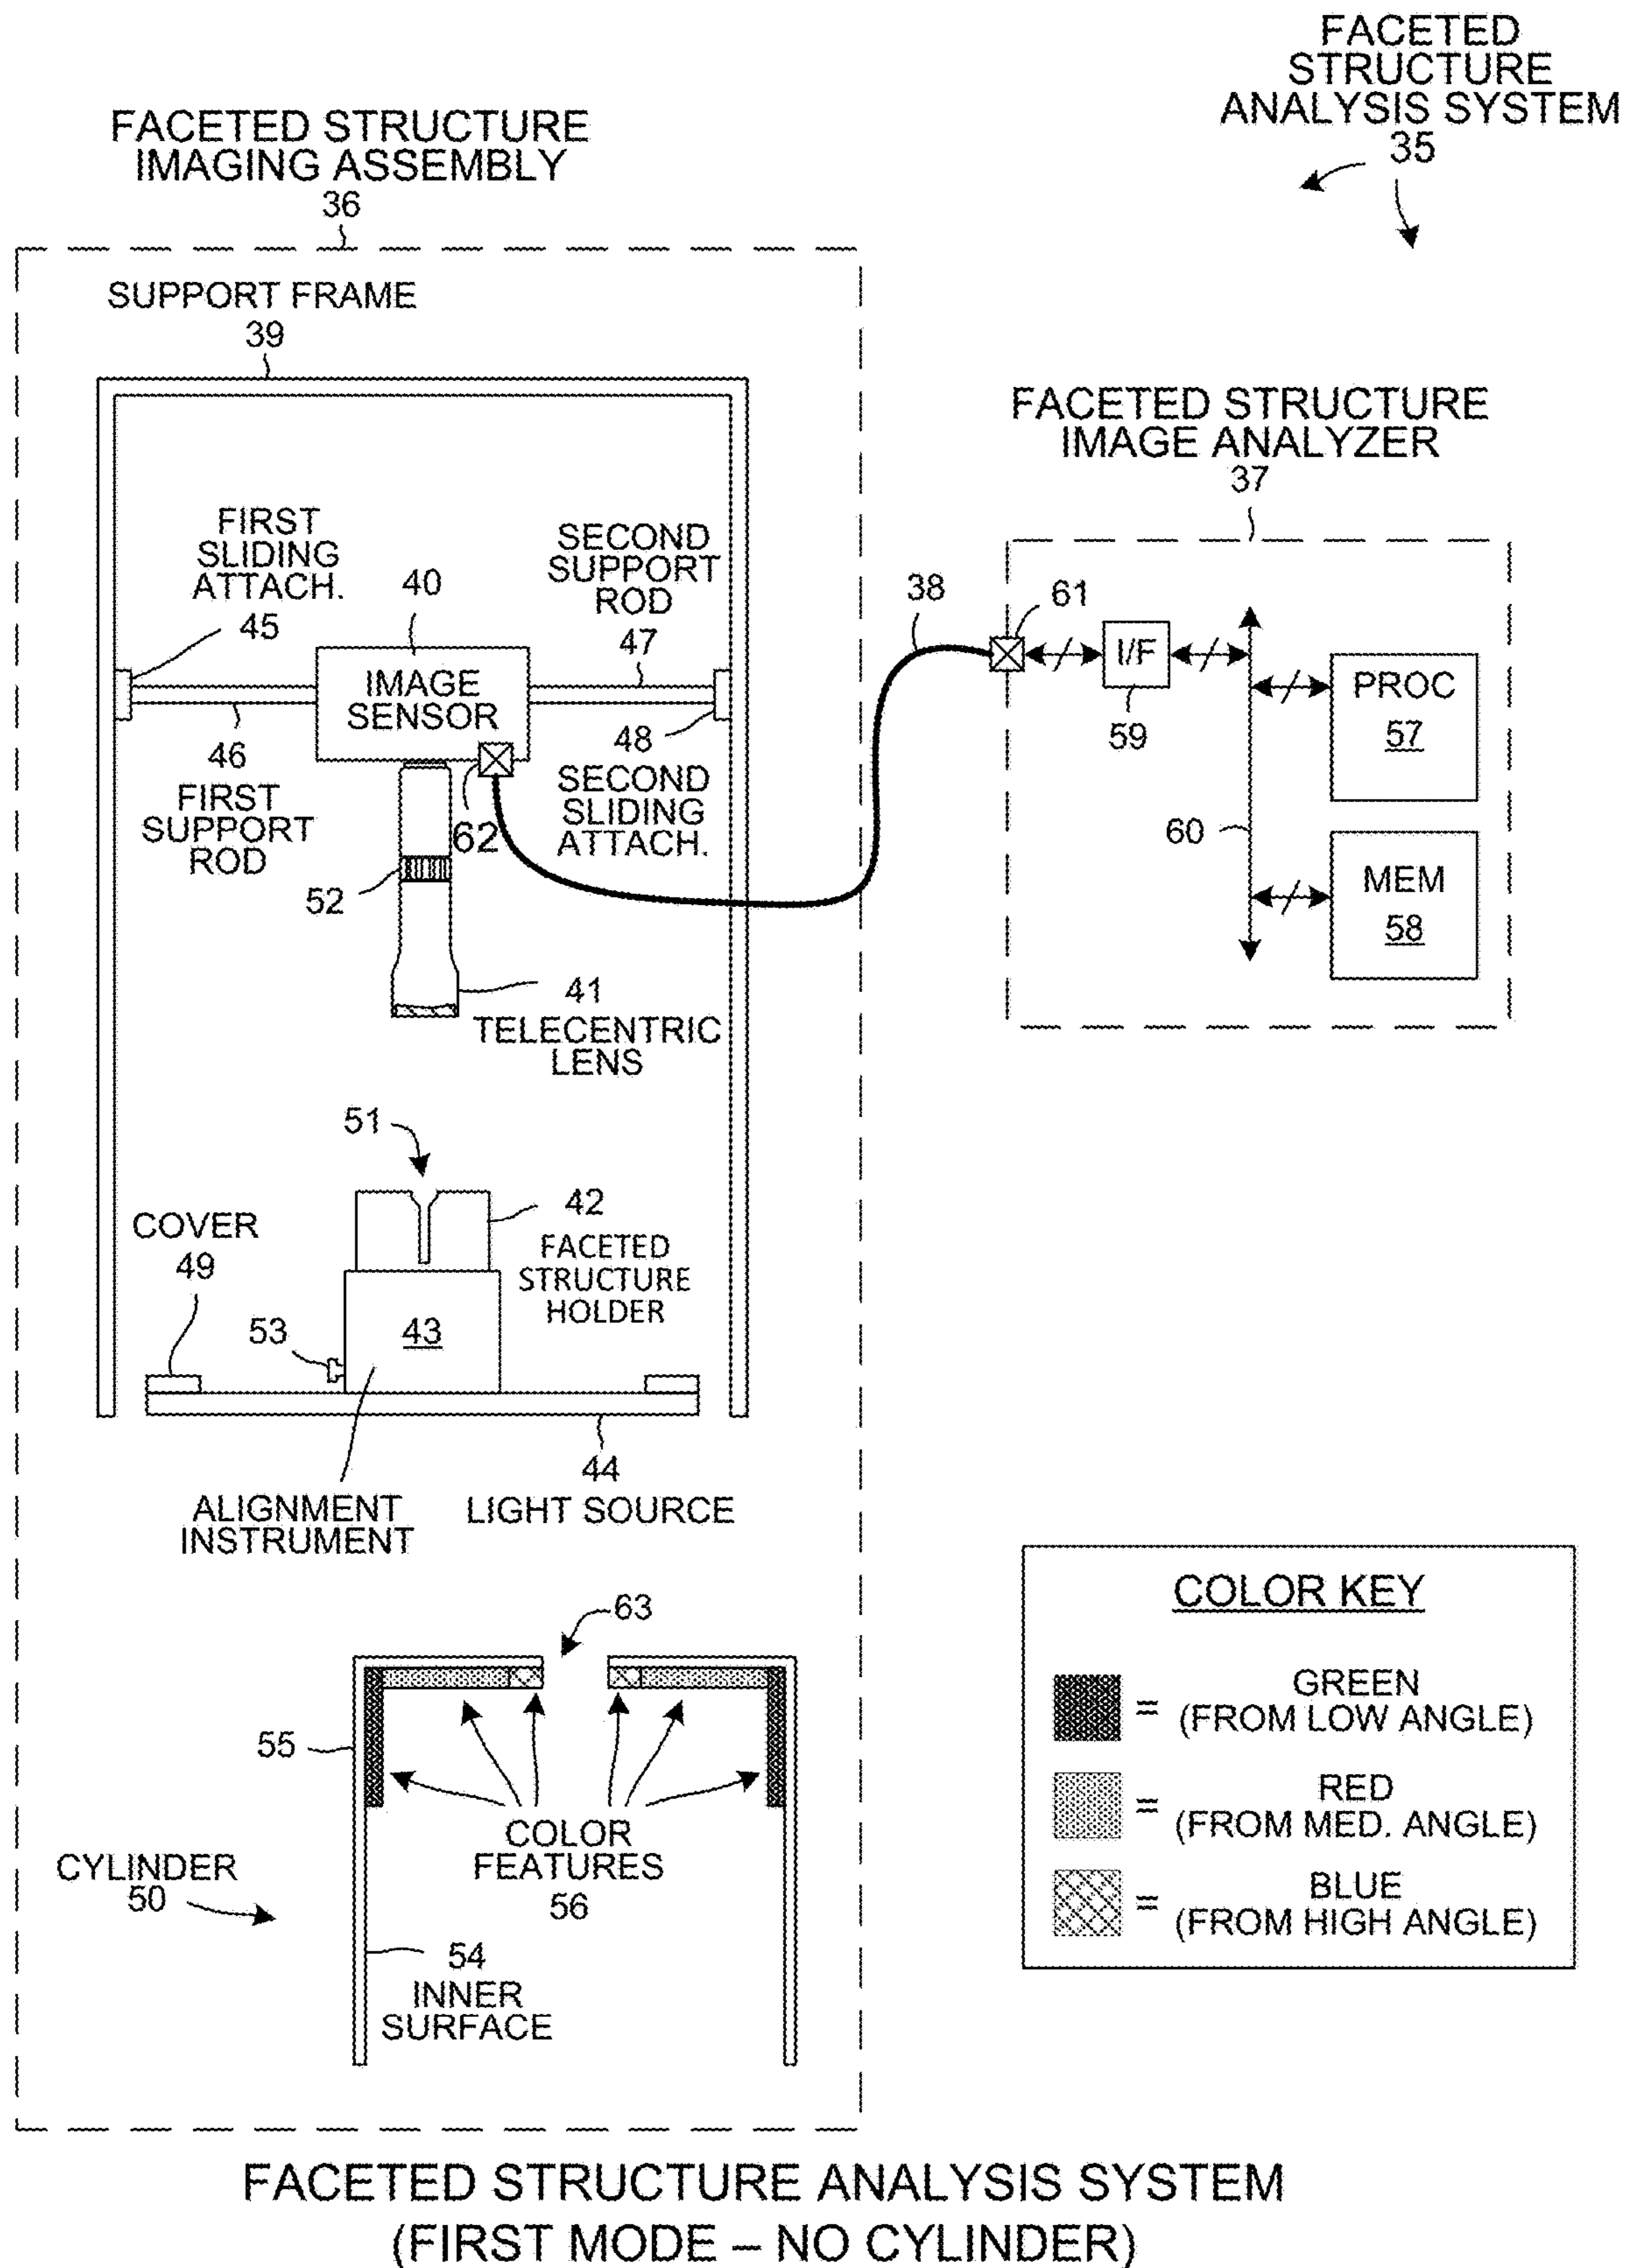 FACETED
STRUCTURE
ANALYSIS SYSTEM
35
FACETED STRUCTURE
IMAGING ASSEMBLY
36
SUPPORT FRAME
39
FACETED STRUCTURE
IMAGE ANALYZER
37
FIRST
SLIDING
ATTACH.
45
40
SECOND
SUPPORT
ROD
47
IMAGE
SENSOR
46
FIRST
SUPPORT
ROD
48
SECOND
SLIDING
ATTACH.
62
52
38
61
I/F
59
PROC
57
60
MEM
58
41
TELECENTRIC
LENS
51
42
FACETED
STRUCTURE
HOLDER
COVER
49
53
43
44
LIGHT SOURCE
ALIGNMENT
INSTRUMENT
63
55
COLOR
FEATURES
56
CYLINDER
50
54
INNER
SURFACE
COLOR KEY
= GREEN
(FROM LOW ANGLE)
= RED
(FROM MED. ANGLE)
= BLUE
(FROM HIGH ANGLE)
FACETED STRUCTURE ANALYSIS SYSTEM
(FIRST MODE – NO CYLINDER)